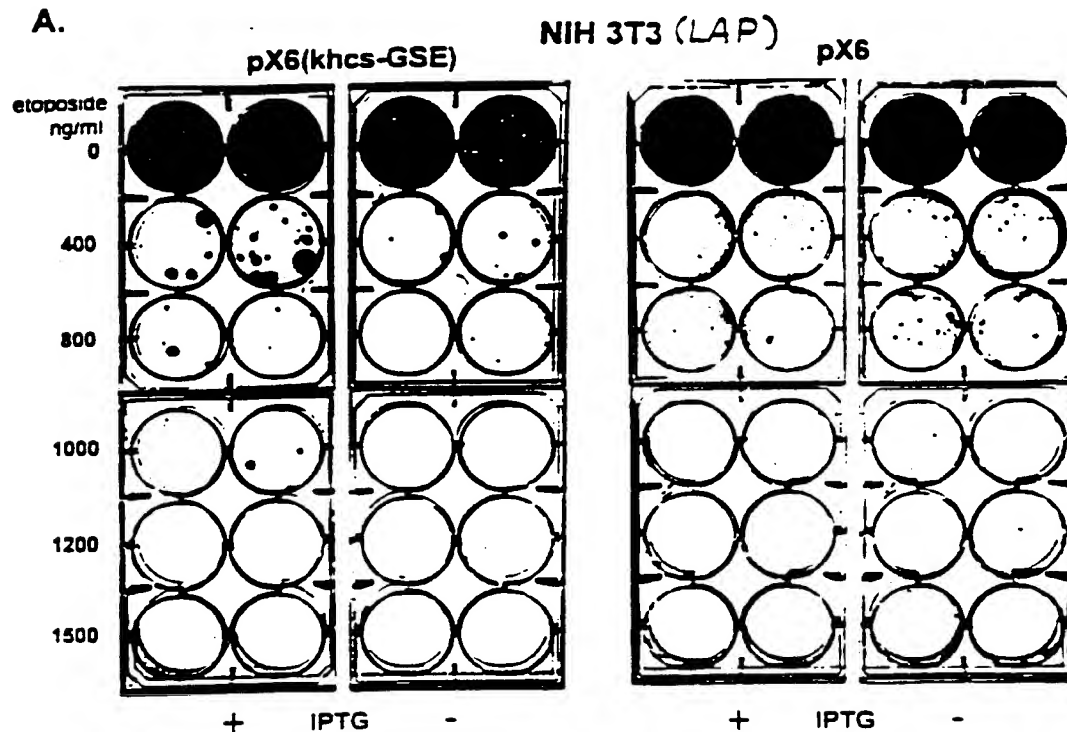 A.
NIH 3T3 (LAP)
pX6(khcs-GSE)
pX6
etoposide
ng/ml
0
400
800
1000
1200
1500
+ IPTG -
+ IPTG -